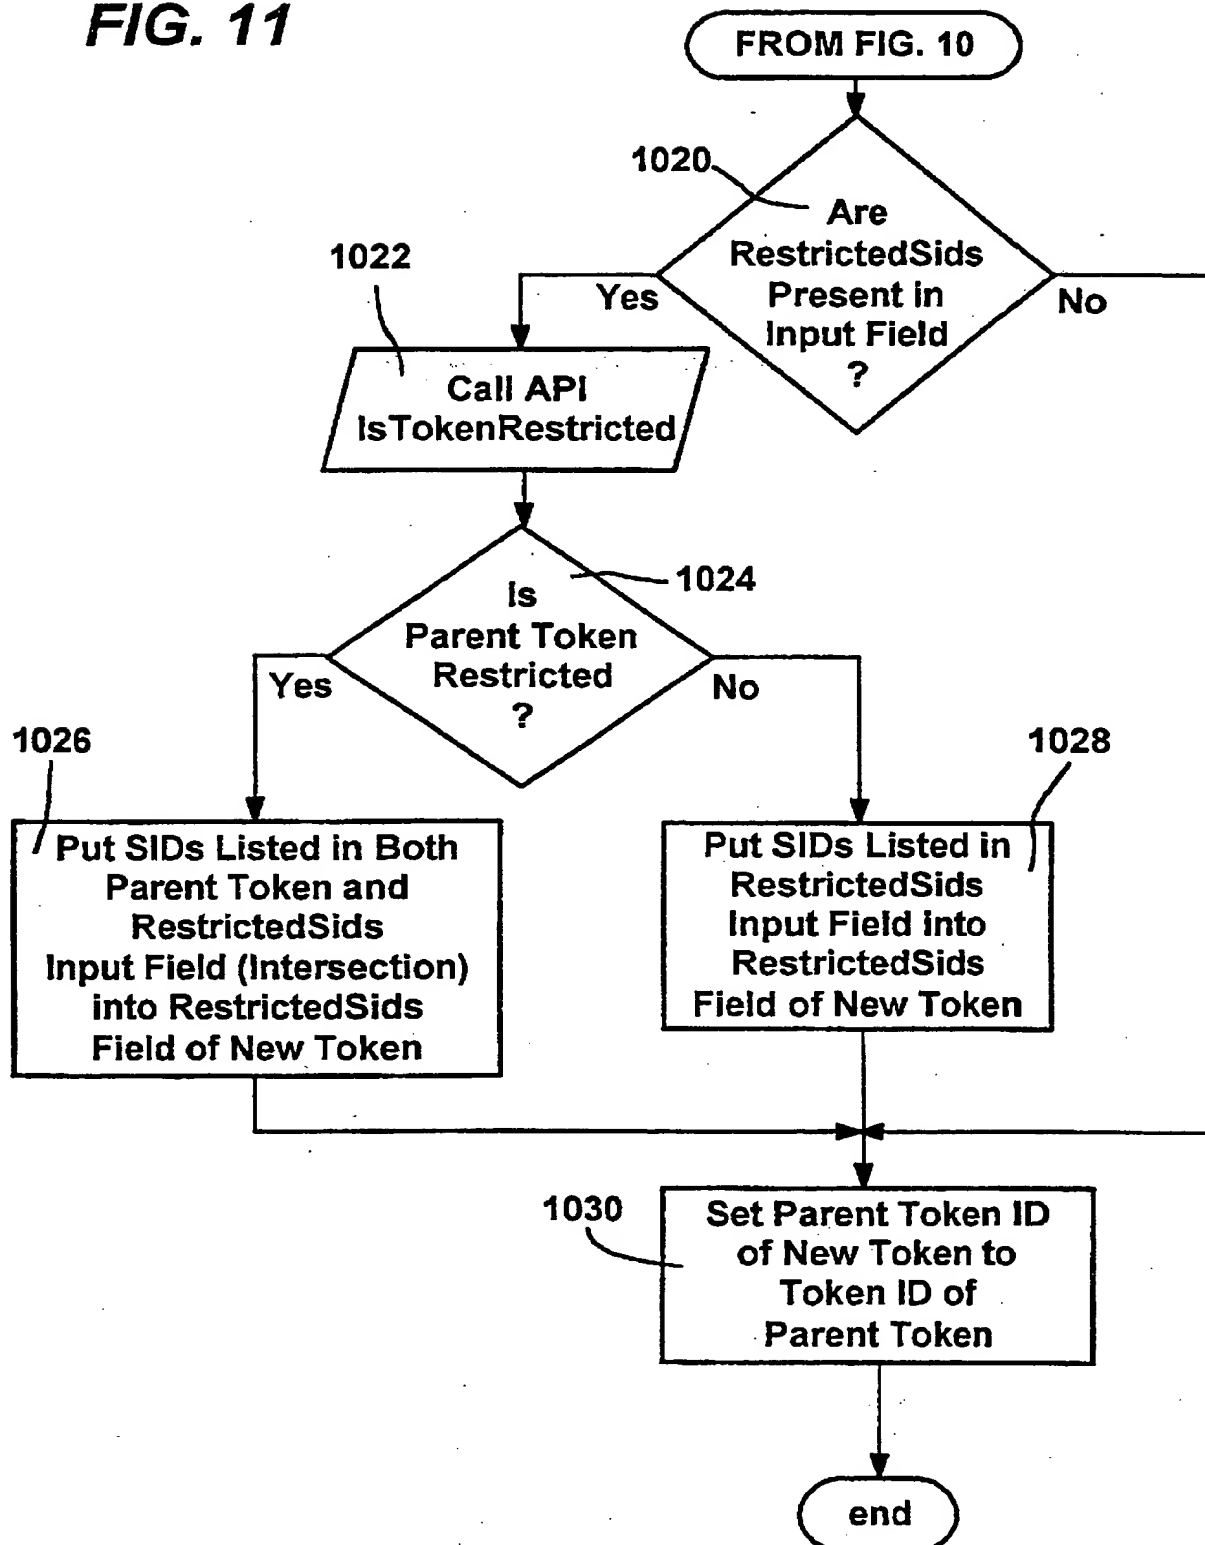 FIG. 11
FROM FIG. 10
1020
Are
RestrictedSids
Present in
Input Field
?
Yes
No
1022
Call API
IsTokenRestricted
1024
Is
Parent Token
Restricted
?
Yes
No
1026
Put SIDs Listed in Both
Parent Token and
RestrictedSids
Input Field (Intersection)
into RestrictedSids
Field of New Token
1028
Put SIDs Listed in
RestrictedSids
Input Field into
RestrictedSids
Field of New Token
1030
Set Parent Token ID
of New Token to
Token ID of
Parent Token
end